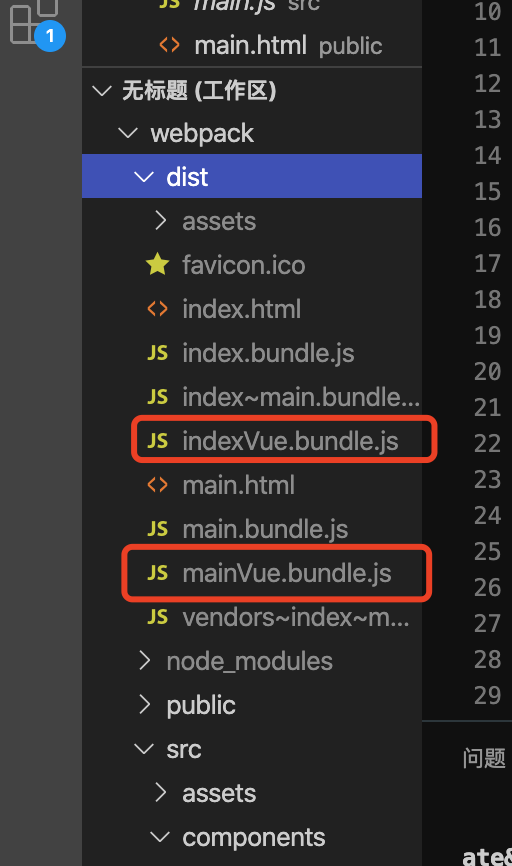 JS main.js src
<> main.html public
无标题 (工作区)
webpack
dist
assets
favicon.ico
<> index.html
JS index.bundle.js
JS index~main.bundle...
JS indexVue.bundle.js
<> main.html
JS main.bundle.js
JS mainVue.bundle.js
JS vendors~index~m...
node_modules
public
src
assets
components
1
10
11
12
13
14
15
16
17
18
19
20
21
22
23
24
25
26
27
28
29
问题
ate&